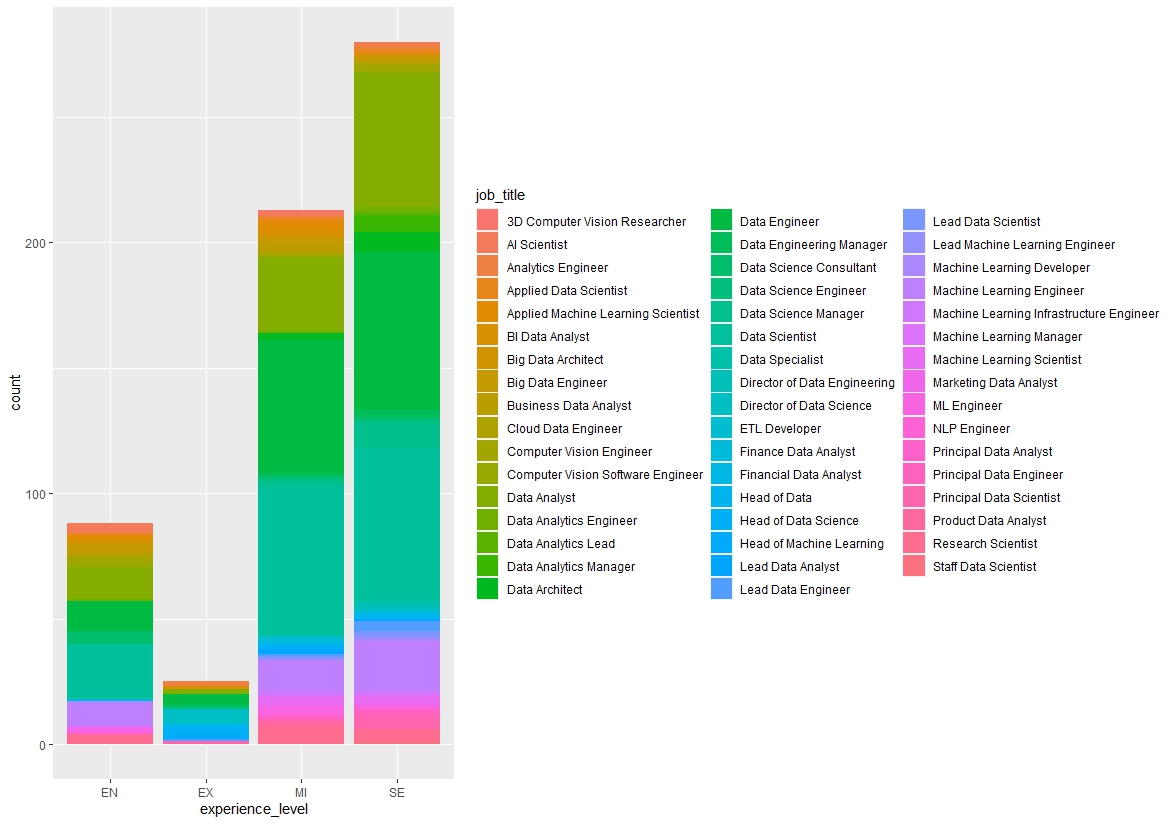 count
200
100
0
EN
EX
MI
SE
experience_level
job_title
3D Computer Vision Researcher
AI Scientist
Analytics Engineer
Applied Data Scientist
Applied Machine Learning Scientist
BI Data Analyst
Big Data Architect
Big Data Engineer
Business Data Analyst
Cloud Data Engineer
Computer Vision Engineer
Computer Vision Software Engineer
Data Analyst
Data Analytics Engineer
Data Analytics Lead
Data Analytics Manager
Data Architect
Data Engineer
Data Engineering Manager
Data Science Consultant
Data Science Engineer
Data Science Manager
Data Scientist
Data Specialist
Director of Data Engineering
Director of Data Science
ETL Developer
Finance Data Analyst
Financial Data Analyst
Head of Data
Head of Data Science
Head of Machine Learning
Lead Data Analyst
Lead Data Engineer
Lead Data Scientist
Lead Machine Learning Engineer
Machine Learning Developer
Machine Learning Engineer
Machine Learning Infrastructure Engineer
Machine Learning Manager
Machine Learning Scientist
Marketing Data Analyst
ML Engineer
NLP Engineer
Principal Data Analyst
Principal Data Engineer
Principal Data Scientist
Product Data Analyst
Research Scientist
Staff Data Scientist